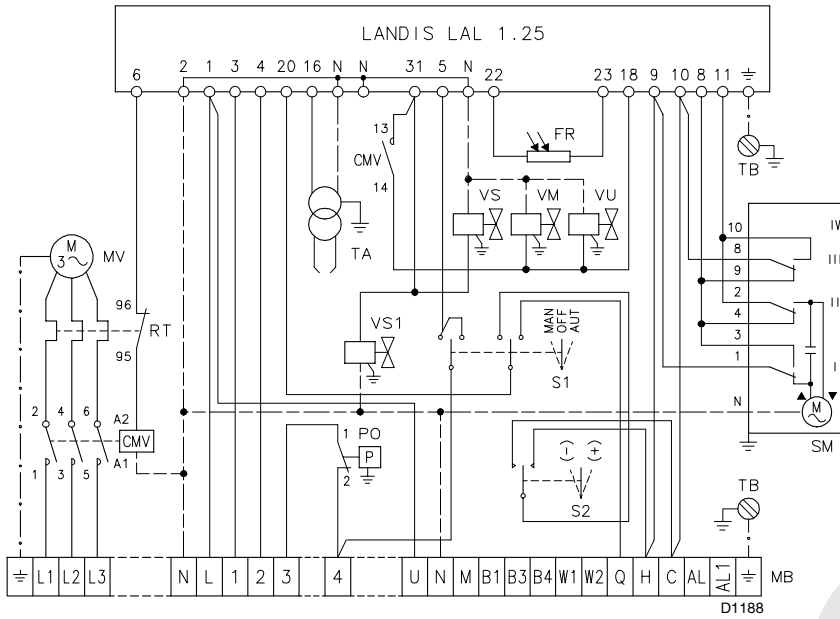 LANDIS LAL 1.25
6 2 1 3 4 20 16 N N 31 5 N 22 23 18 9 10 8 11
13
CMV
14
FR
TB
VS VM VU
TA
10 IV
8
9 III
2 II
4
3
1 I
M
3
MV
96
RT
95
VS1
MAN
OFF
AUT
S1
N
M
SM
2 4 6 A2
CMV
1 3 5 A1
1 PO
P
2
(-) (+)
S2
TB
L1 L2 L3 N L 1 2 3 4 U N M B1 B3 B4 W1 W2 Q H C AL AL1 MB
D1188